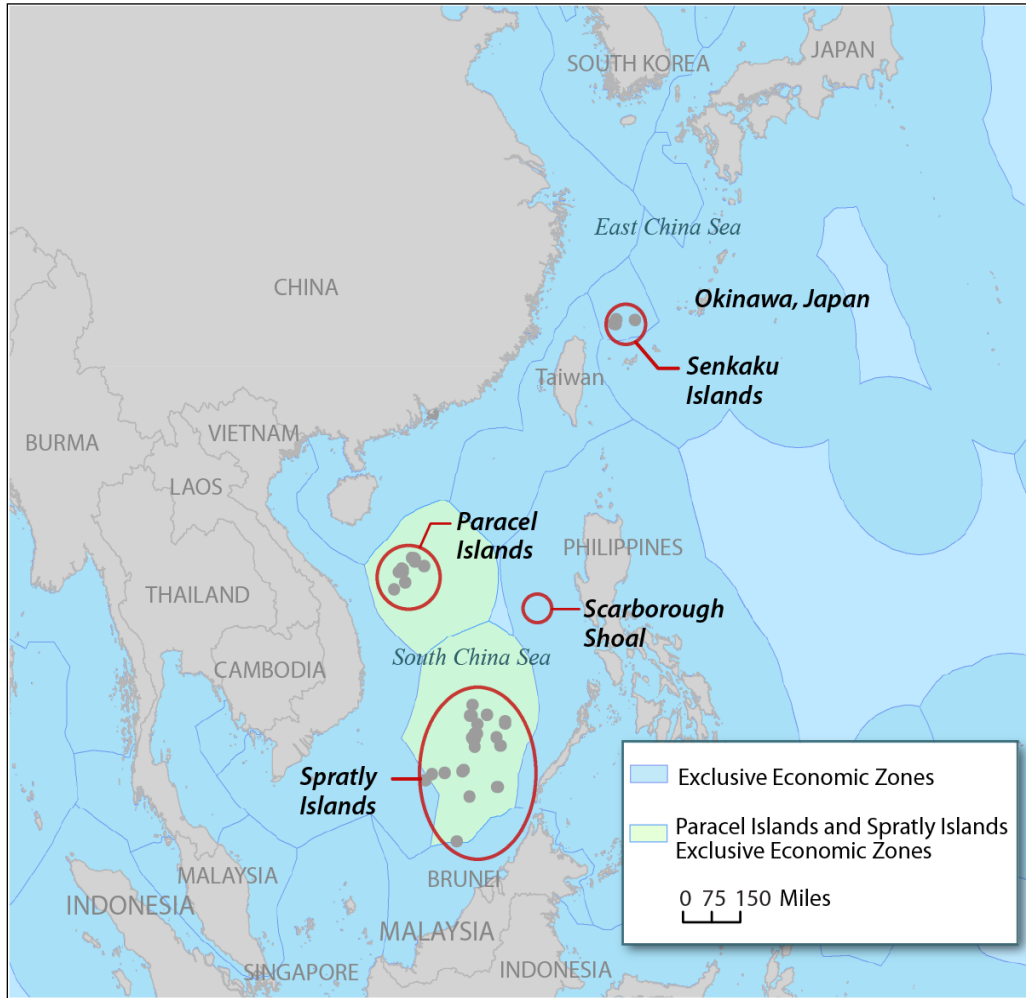 JAPAN
SOUTH KOREA
East China Sea
CHINA
Okinawa, Japan
Senkaku
Islands
Taiwan
BURMA
VIETNAM
LAOS
Paracel
Islands
PHILIPPINES
THAILAND
Scarborough
Shoal
South China Sea
CAMBODIA
Spratly
Islands
Exclusive Economic Zones
Paracel Islands and Spratly Islands
Exclusive Economic Zones
0 75 150 Miles
MALAYSIA
BRUNEI
INDONESIA
MALAYSIA
SINGAPORE
INDONESIA